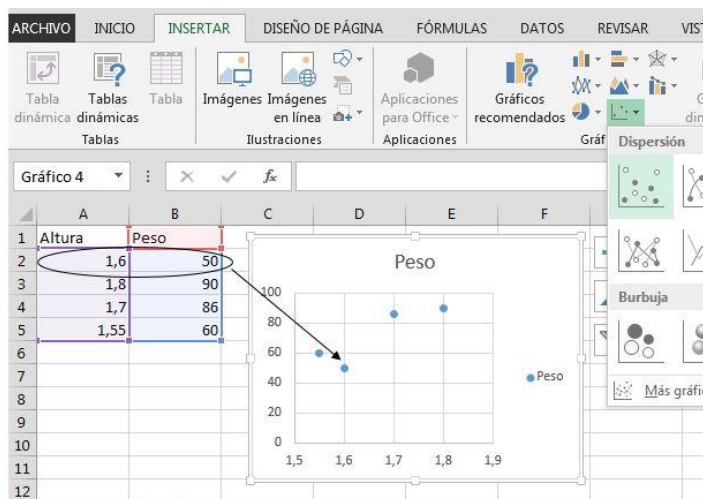 ARCHIVO INICIO INSERTAR DISEÑO DE PÁGINA FÓRMULAS DATOS REVISAR
Tabla dinámica
Tablas dinámicas
Tabla
Imágenes
Imágenes en línea
Aplicaciones para Office
Gráficos recomendados
Tablas Ilustraciones Aplicaciones
Dispersión
Burbuja
Más
Gráfico 4 fx
A B C D E F
1 Altura Peso
2 1,6 50
3 1,8 90
4 1,7 86
5 1,55 60
6
7
8
9
10
11
12
Peso
100
80
60
40
20
0
1,5 1,6 1,7 1,8 1,9
Peso